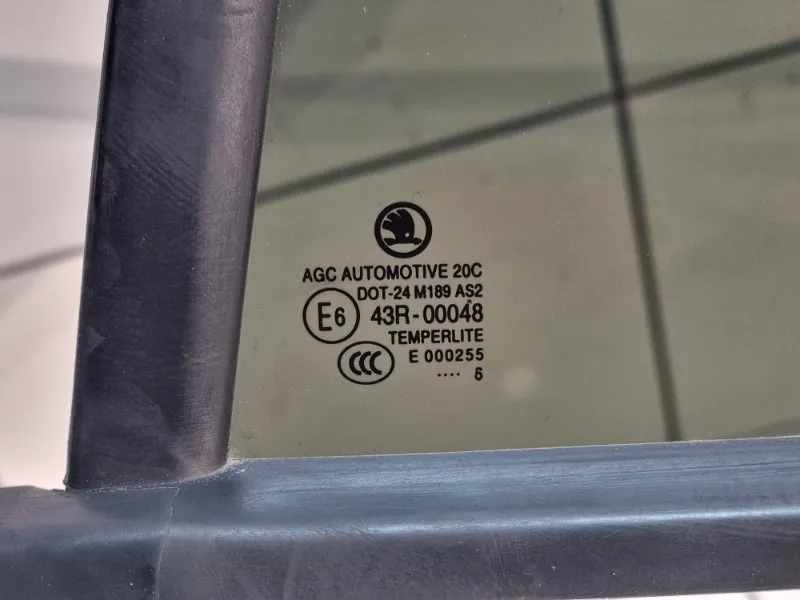 AGC AUTOMOTIVE 20C
DOT-24 M189 AS2
E6 43R-00048
TEMPERLITE
CCC E 000255
.... 6